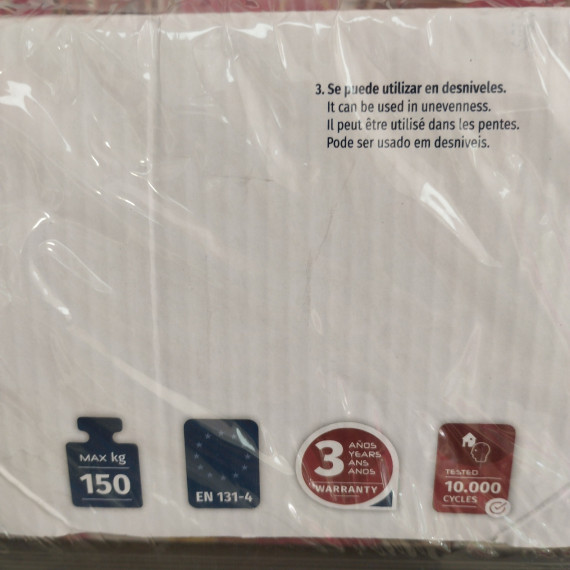 3. Se puede utilizar en desniveles.
It can be used in unevenness.
Il peut être utilisé dans les pentes.
Pode ser usado em desníveis.
MAX kg
150
EN 131-4
3
AÑOS
YEARS
ANS
ANOS
WARRANTY
TESTED
10.000
CYCLES